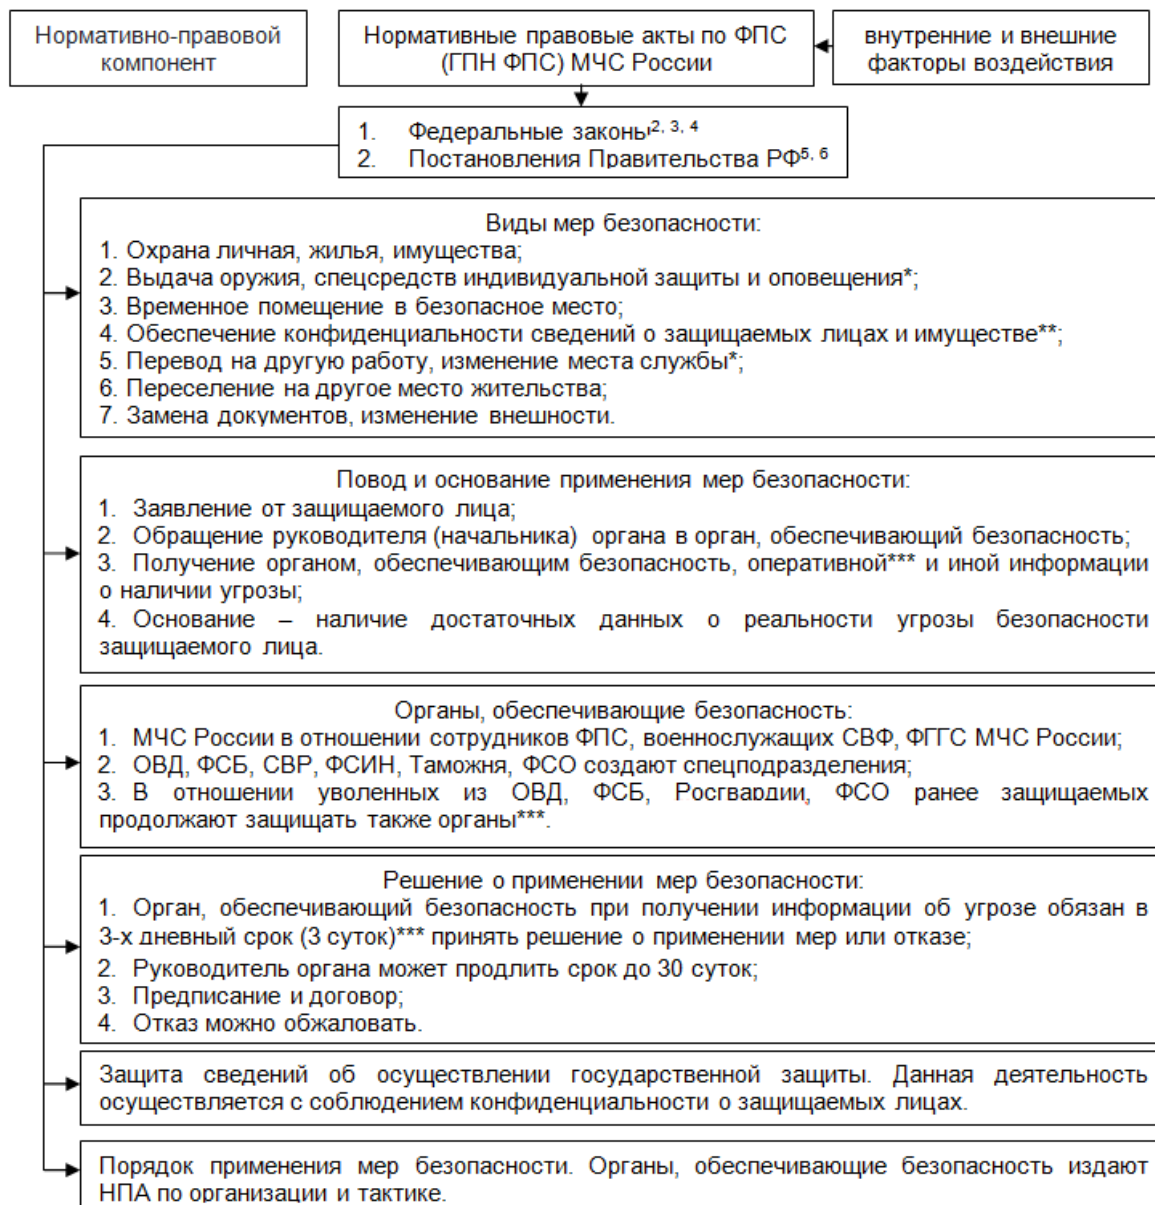 Нормативно-правовой
компонент
Нормативные правовые акты по ФПС
(ГПН ФПС) МЧС России
внутренние и внешние
факторы воздействия
1. Федеральные законы2, 3, 4
2. Постановления Правительства РФ5, 6
Виды мер безопасности:
1. Охрана личная, жилья, имущества;
2. Выдача оружия, спецсредств индивидуальной защиты и оповещения*;
3. Временное помещение в безопасное место;
4. Обеспечение конфиденциальности сведений о защищаемых лицах и имуществе**;
5. Перевод на другую работу, изменение места службы*;
6. Переселение на другое место жительства;
7. Замена документов, изменение внешности.
Повод и основание применения мер безопасности:
1. Заявление от защищаемого лица;
2. Обращение руководителя (начальника) органа в орган, обеспечивающий безопасность;
3. Получение органом, обеспечивающим безопасность, оперативной*** и иной информации
о наличии угрозы;
4. Основание – наличие достаточных данных о реальности угрозы безопасности
защищаемого лица.
Органы, обеспечивающие безопасность:
1. МЧС России в отношении сотрудников ФПС, военнослужащих СВФ, ФГГС МЧС России;
2. ОВД, ФСБ, СВР, ФСИН, Таможня, ФСО создают спецподразделения;
3. В отношении уволенных из ОВД, ФСБ, Росгвардии, ФСО ранее защищаемых
продолжают защищать также органы***.
Решение о применении мер безопасности:
1. Орган, обеспечивающий безопасность при получении информации об угрозе обязан в
3-х дневный срок (3 суток)*** принять решение о применении мер или отказе;
2. Руководитель органа может продлить срок до 30 суток;
3. Предписание и договор;
4. Отказ можно обжаловать.
Защита сведений об осуществлении государственной защиты. Данная деятельность
осуществляется с соблюдением конфиденциальности о защищаемых лицах.
Порядок применения мер безопасности. Органы, обеспечивающие безопасность издают
НПА по организации и тактике.